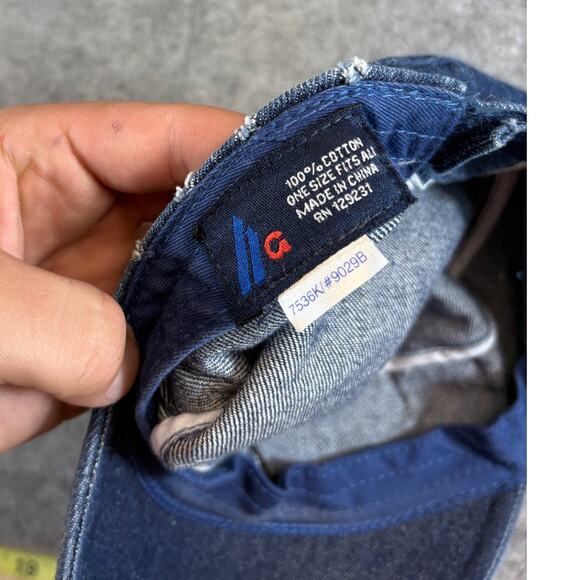 100% COTTON
ONE SIZE FITS ALL
MADE IN CHINA
RN 129231
G
7536K/#9029B